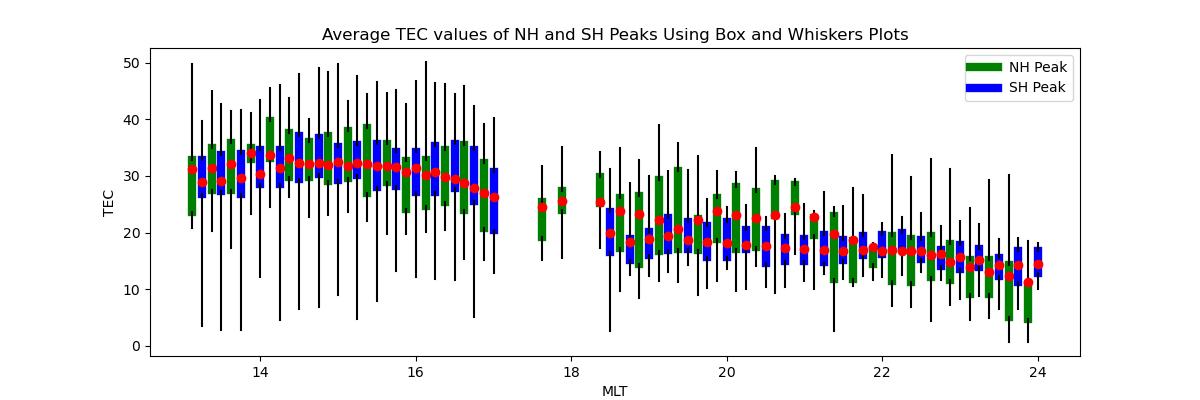 Average TEC values of NH and SH Peaks Using Box and Whiskers Plots
NH Peak
SH Peak
TEC
50
40
30
20
10
0
14
16
18
20
22
24
MLT